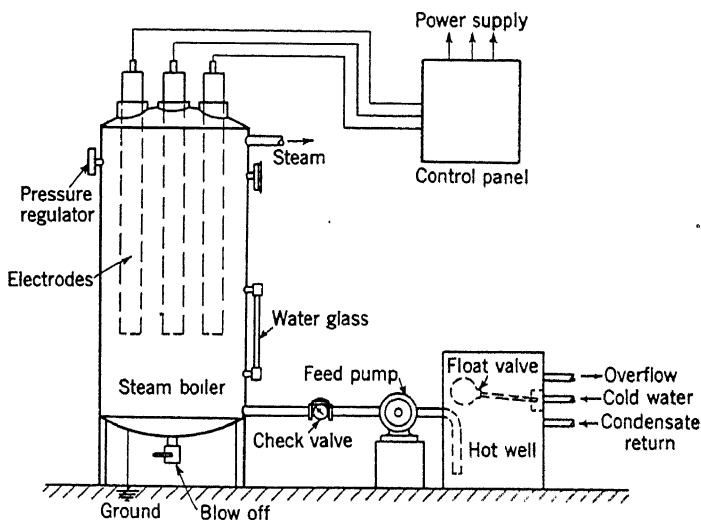 Power supply
Steam
Control panel
Pressure
regulator
Electrodes
Water glass
Steam boiler
Feed pump
Float valve
Overflow
Cold water
Condensate
return
Check valve
Hot well
Ground
Blow off